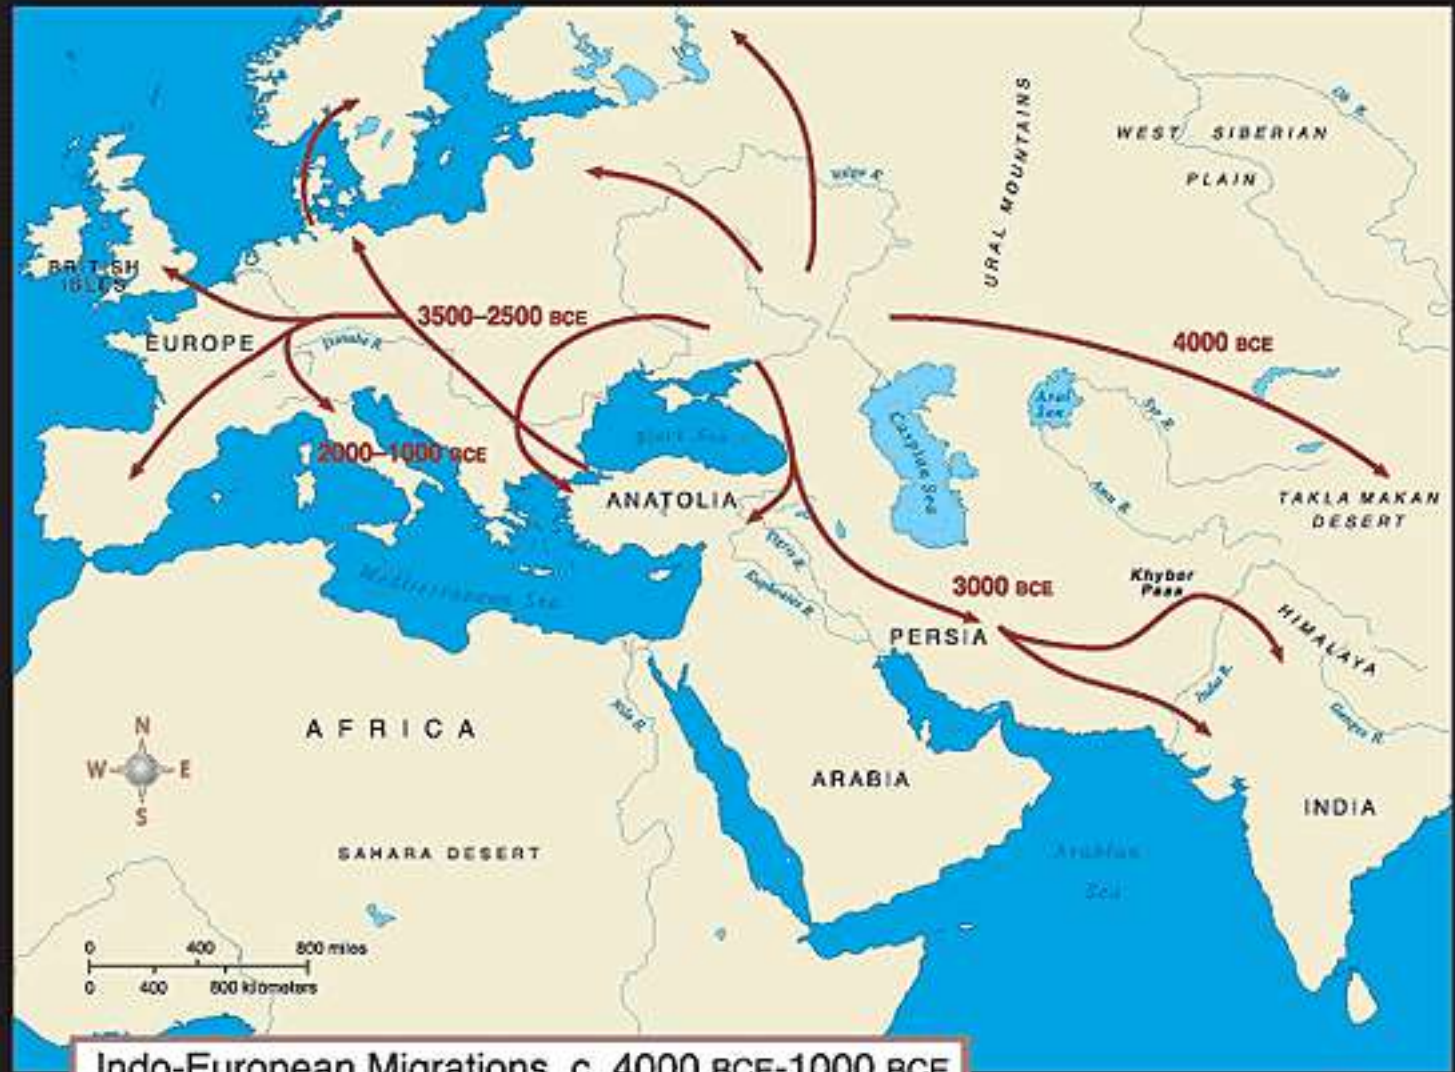 Ob R.
WEST SIBERIAN
PLAIN
URAL MOUNTAINS
Volga R.
BRITISH
ISLES
3500–2500 BCE
EUROPE
Danube R.
4000 BCE
Aral
Sea
Syr R.
Caspian Sea
Black Sea
2000–1000 BCE
ANATOLIA
Amu R.
TAKLA MAKAN
DESERT
Tigris R.
Euphrates R.
Mediterranean Sea
3000 BCE
Khyber
Pass
PERSIA
HIMALAYA
Indus R.
Ganges R.
Nile R.
AFRICA
N
W E
S
ARABIA
INDIA
SAHARA DESERT
Arabian
Sea
0 400 800 miles
0 400 800 kilometers
Indo-European Migrations, c. 4000 BCE-1000 BCE